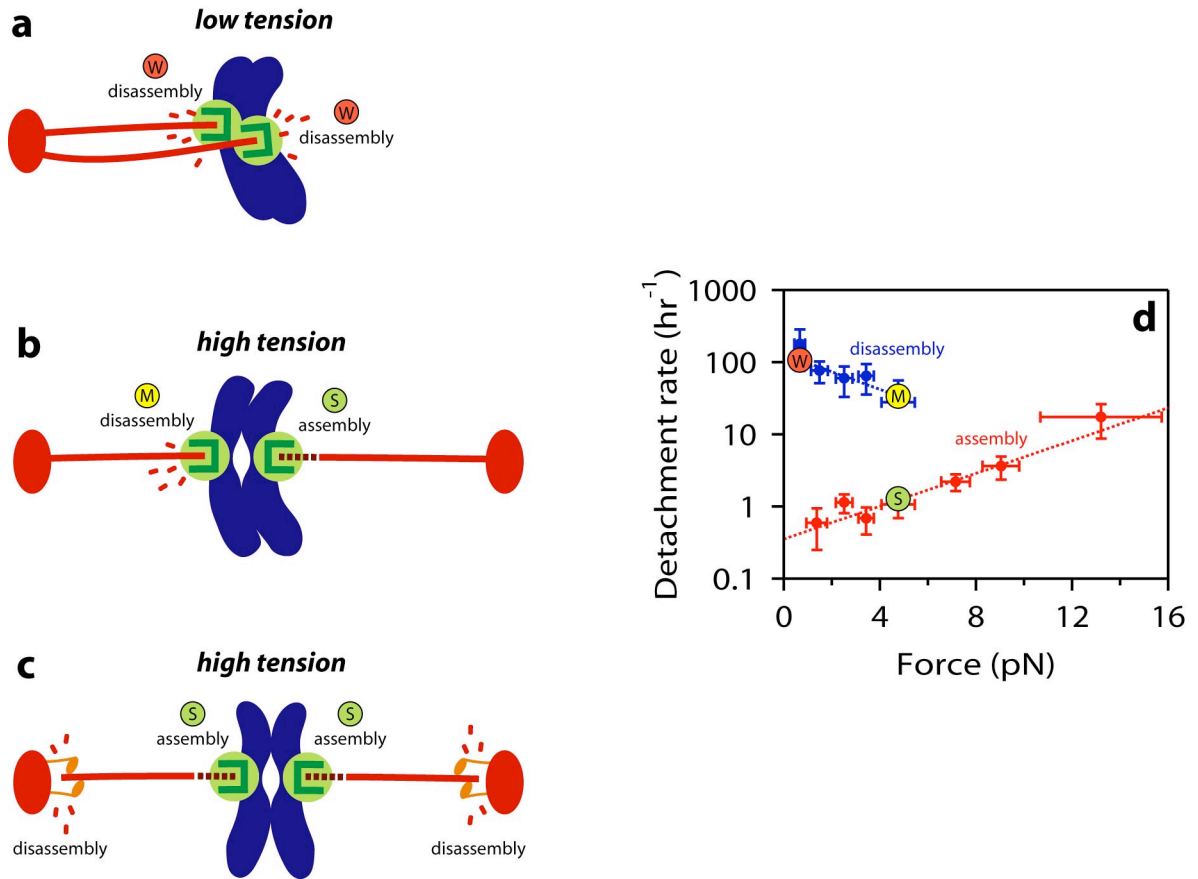 a
low tension
W
disassembly
W
disassembly
b
high tension
M
disassembly
S
assembly
c
high tension
S
assembly
S
assembly
disassembly
disassembly
d
Detachment rate (hr⁻¹)
1000
100
10
1
0.1
disassembly
W
M
assembly
S
0 4 8 12 16
Force (pN)